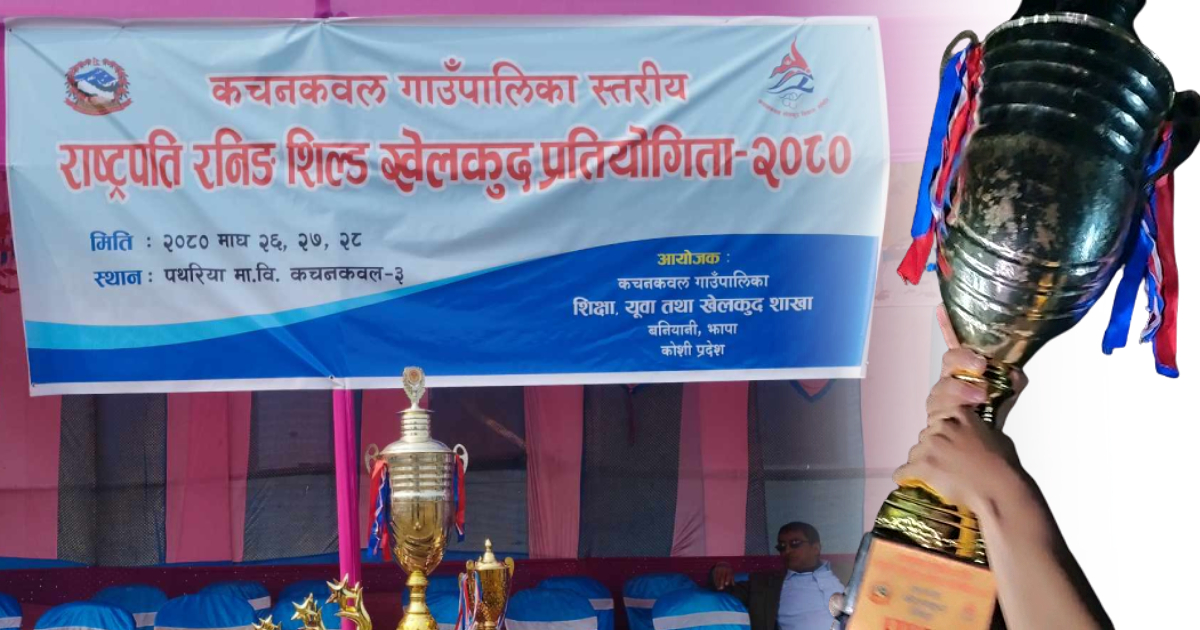 कचनकवल गाउँपालिका स्तरीय
राष्ट्रपति रनिङ शिल्ड खेलकुद प्रतियोगिता-२०८०
मिति : २०८० माघ २६, २७, २८
स्थान : पथरिया मा.वि. कचनकवल-३
आयोजक :
कचनकवल गाउँपालिका
शिक्षा, यूवा तथा खेलकुद शाखा
बनियानी, झापा
कोशी प्रदेश